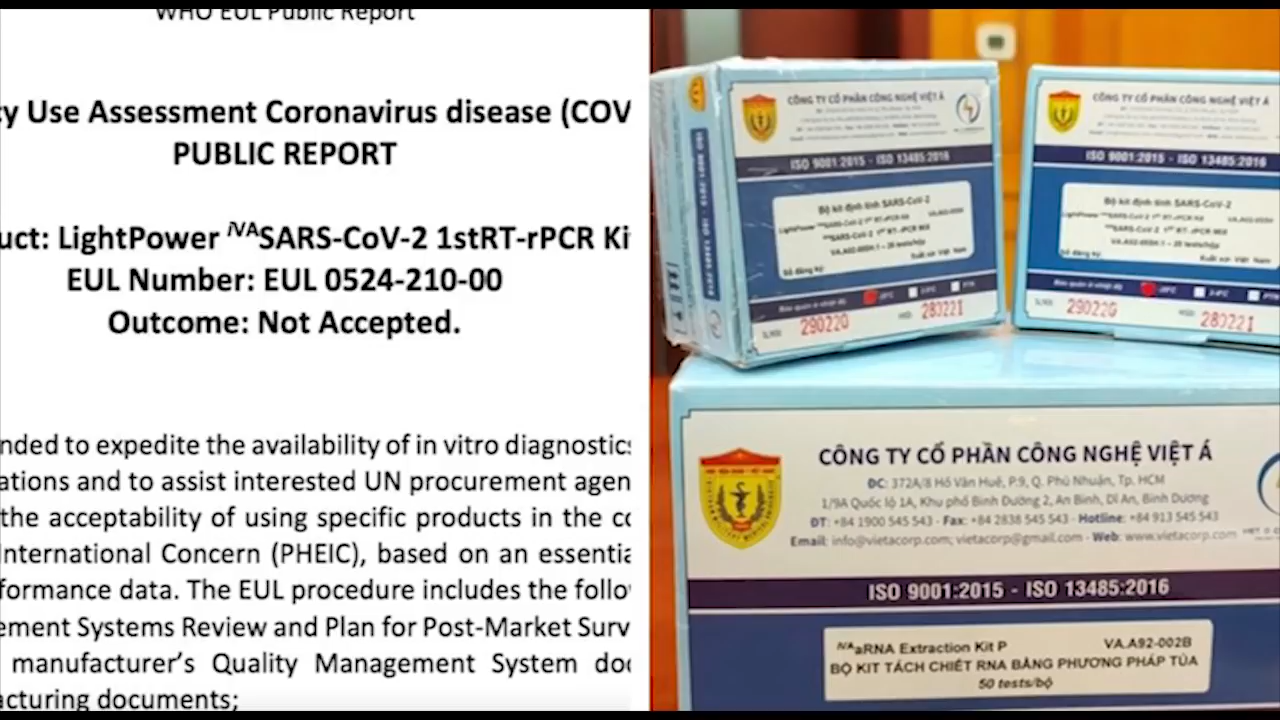 WHO EUL Public Report
cy Use Assessment Coronavirus disease (COV
PUBLIC REPORT
uct: LightPower iVASARS-CoV-2 1stRT-rPCR Ki
EUL Number: EUL 0524-210-00
Outcome: Not Accepted.
nded to expedite the availability of in vitro diagnostics
ations and to assist interested UN procurement agen
the acceptability of using specific products in the co
nternational Concern (PHEIC), based on an essentia
formance data. The EUL procedure includes the follo
ement Systems Review and Plan for Post-Market Surv
manufacturer's Quality Management System doc
acturing documents;
CÔNG TY CỔ PHẦN CÔNG NGHỆ VIỆT Á
ISO 9001:2015 - ISO 13485:2016
Bộ kit định tính SARS-CoV-2
290220
280221
CÔNG TY CỔ PHẦN CÔNG NGHỆ VIỆT Á
ISO 9001:2015 - ISO 13485:2016
Bộ kit định tính SARS-CoV-2
290220
280221
CÔNG TY CỔ PHẦN CÔNG NGHỆ VIỆT Á
ĐC: 372A/8 Hồ Văn Huê, P.9, Q. Phú Nhuận, Tp. HCM
1/9A Quốc lộ 1A, Khu phố Bình Đường 2, An Bình, Dĩ An, Bình Dương
ĐT: +84 1900 545 543 - Fax: +84 2838 545 543 - Hotline: +84 913 545 543
Email: info@vietacorp.com; vietacorp@gmail.com - Web: www.vietacorp.com
ISO 9001:2015 - ISO 13485:2016
iVAaRNA Extraction Kit P VA.A92-002B
BỘ KIT TÁCH CHIẾT RNA BẰNG PHƯƠNG PHÁP TỦA
50 tests/bộ